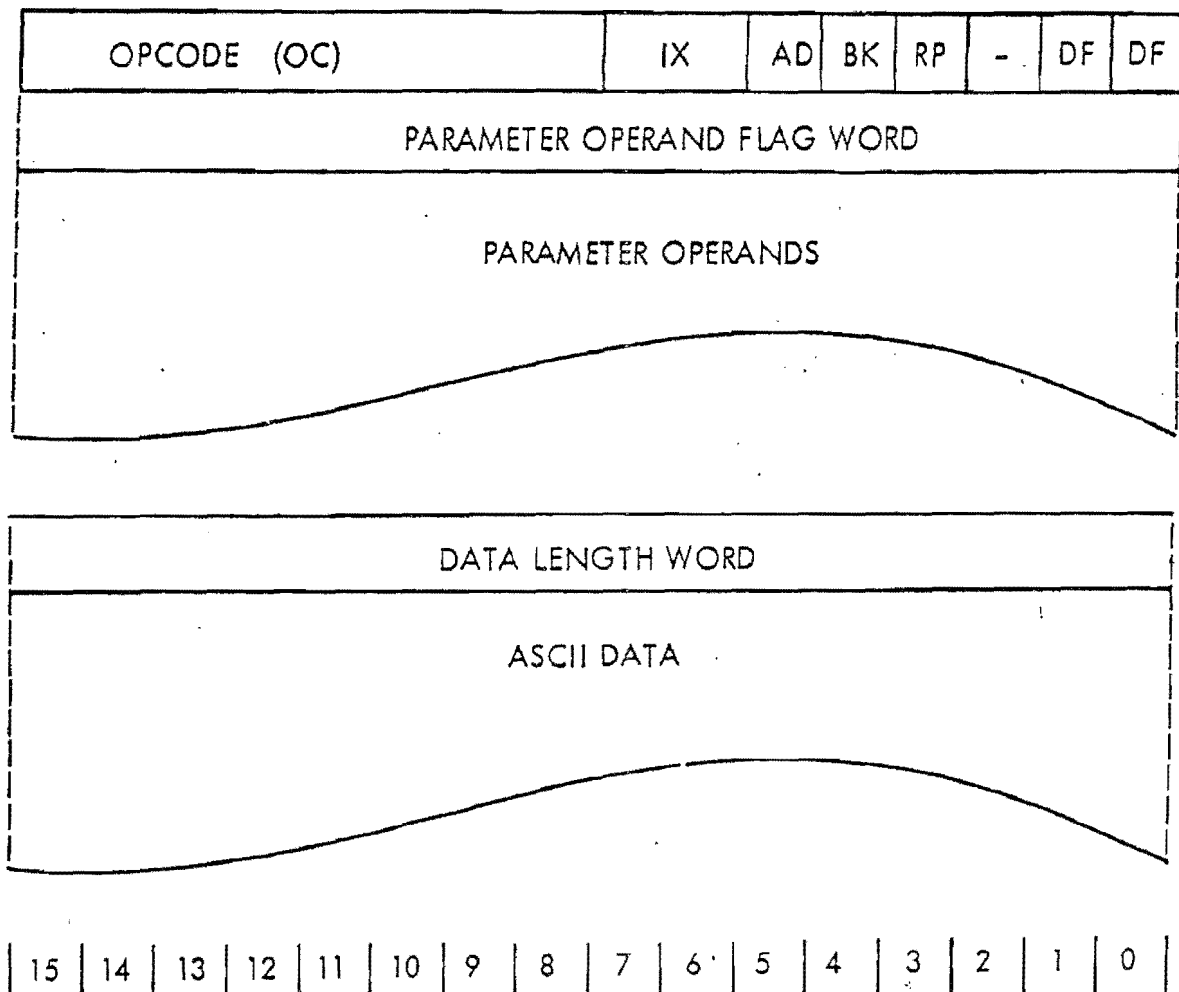 OPCODE (OC) IX AD BK RP - DF DF
PARAMETER OPERAND FLAG WORD
PARAMETER OPERANDS
DATA LENGTH WORD
ASCII DATA
15 14 13 12 11 10 9 8 7 6 5 4 3 2 1 0